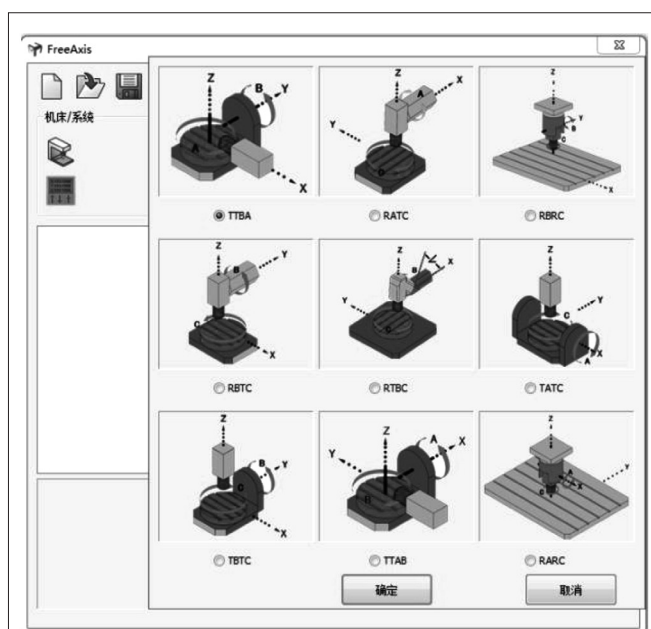 FreeAxis
机床/系统
Z B Y A X
TTBA
Z A X Y C
RATC
Z Y B C X
RBRC
Z B Y C X
RBTC
Z B X Y C
RTBC
Z Y C X A
TATC
Z B Y C X
TBTC
Z A X Y B
TTAB
Z A X Y C
RARC
确定
取消